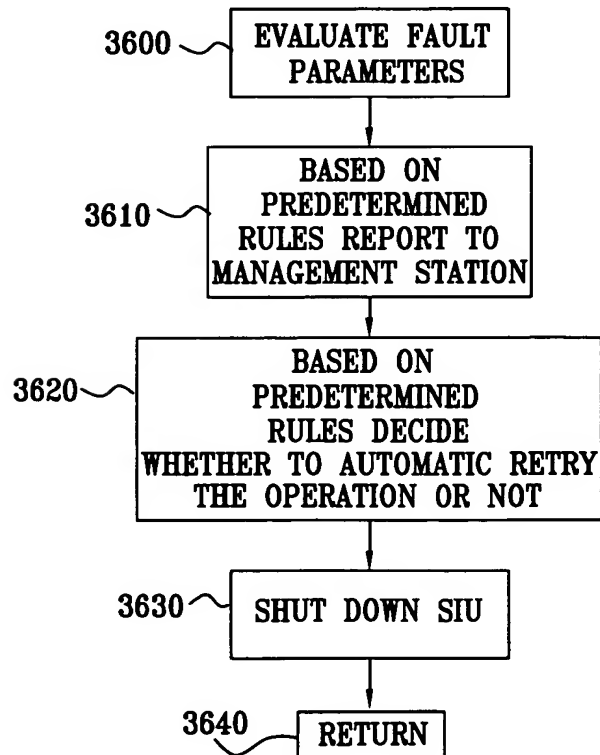 3600
EVALUATE FAULT
PARAMETERS
3610
BASED ON
PREDETERMINED
RULES REPORT TO
MANAGEMENT STATION
3620
BASED ON
PREDETERMINED
RULES DECIDE
WHETHER TO AUTOMATIC RETRY
THE OPERATION OR NOT
3630
SHUT DOWN SIU
3640
RETURN